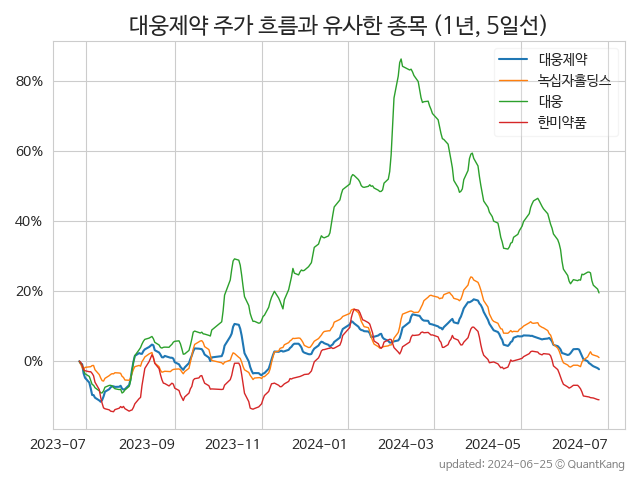 대웅제약 주가 흐름과 유사한 종목 (1년, 5일선)
대웅제약
녹십자홀딩스
대웅
한미약품
80%
60%
40%
20%
0%
2023-07 2023-09 2023-11 2024-01 2024-03 2024-05 2024-07
updated: 2024-06-25 © QuantKang